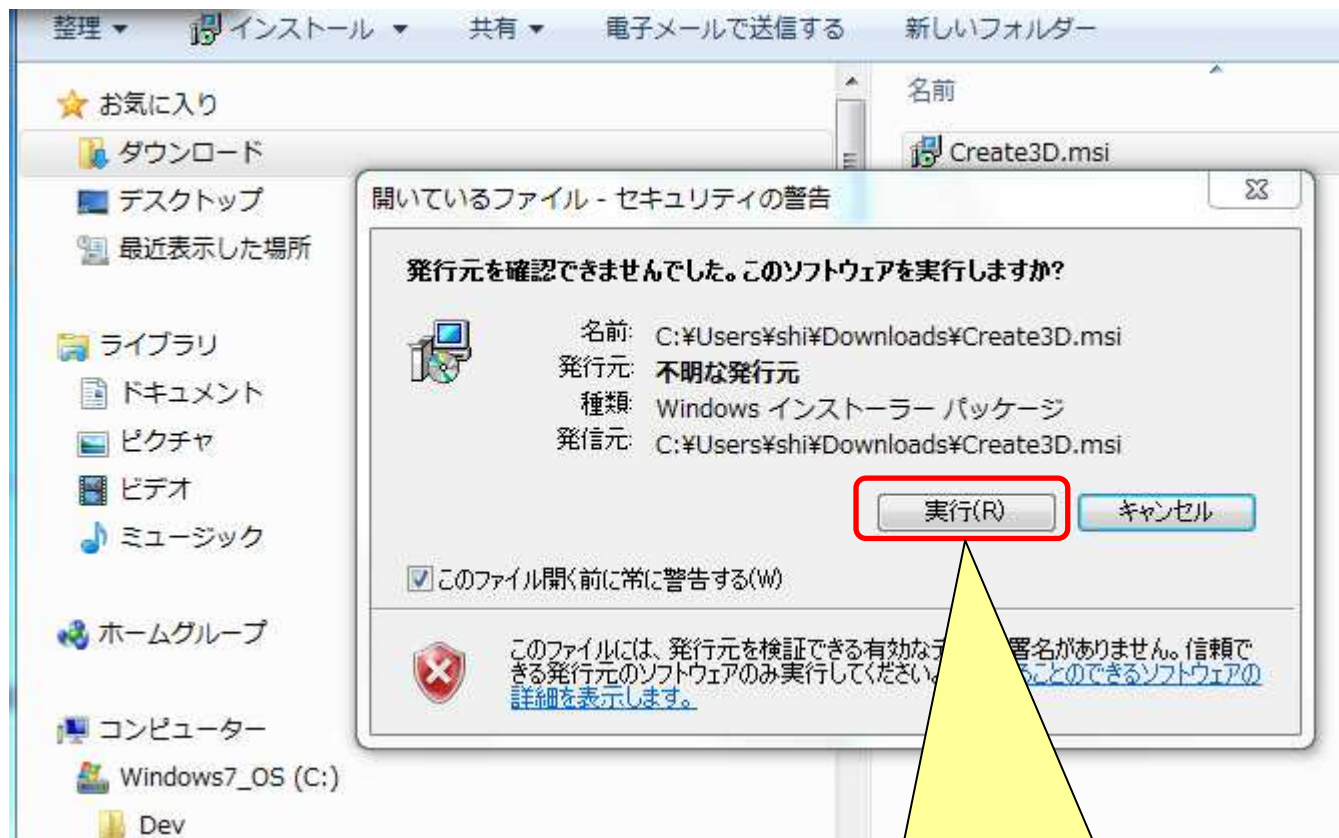 整理 インストール 共有 電子メールで送信する 新しいフォルダー
お気に入り
ダウンロード
デスクトップ
最近表示した場所
ライブラリ
ドキュメント
ピクチャ
ビデオ
ミュージック
ホームグループ
コンピューター
Windows7_OS (C:)
Dev
名前
Create3D.msi
開いているファイル - セキュリティの警告
発行元を確認できませんでした。このソフトウェアを実行しますか?
名前: C:¥Users¥shi¥Downloads¥Create3D.msi
発行元: 不明な発行元
種類: Windows インストーラー パッケージ
発信元: C:¥Users¥shi¥Downloads¥Create3D.msi
実行(R) キャンセル
このファイル開く前に常に警告する(W)
このファイルには、発行元を検証できる有効な 署名がありません。信頼で
きる発行元のソフトウェアのみ実行してください ることのできるソフトウェアの
詳細を表示します。